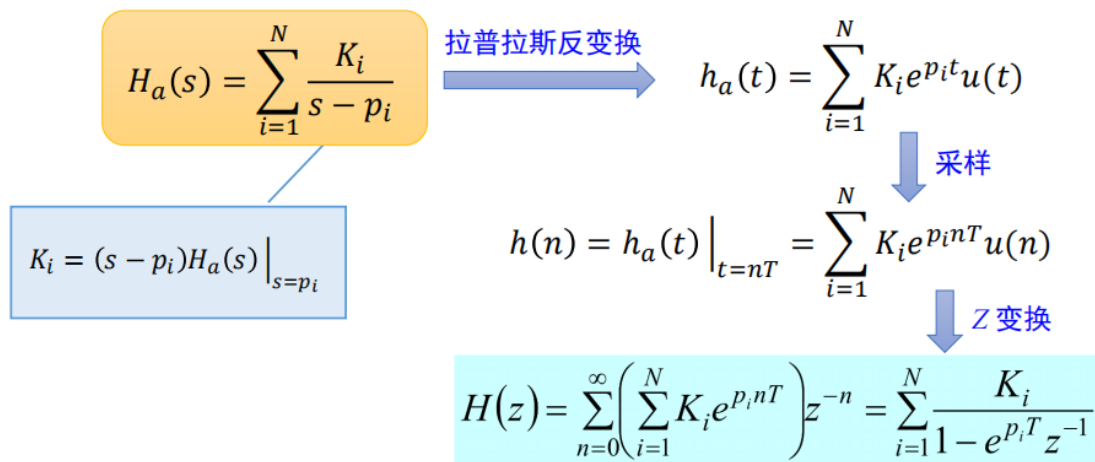 H_a(s) = \sum_{i=1}^{N} \frac{K_i}{s - p_i}
拉普拉斯反变换
h_a(t) = \sum_{i=1}^{N} K_i e^{p_i t} u(t)
采样
K_i = (s - p_i) H_a(s) |_{s=p_i}
h(n) = h_a(t) |_{t=nT} = \sum_{i=1}^{N} K_i e^{p_i nT} u(n)
Z 变换
H(z) = \sum_{n=0}^{\infty} \left( \sum_{i=1}^{N} K_i e^{p_i nT} \right) z^{-n} = \sum_{i=1}^{N} \frac{K_i}{1 - e^{p_i T} z^{-1}}